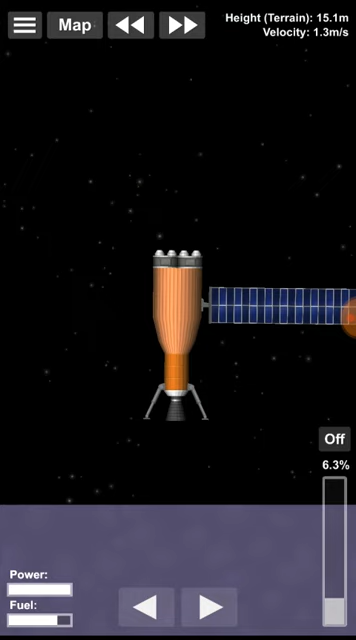 Map
Height (Terrain): 15.1m
Velocity: 1.3m/s
Off
6.3%
Power:
Fuel: